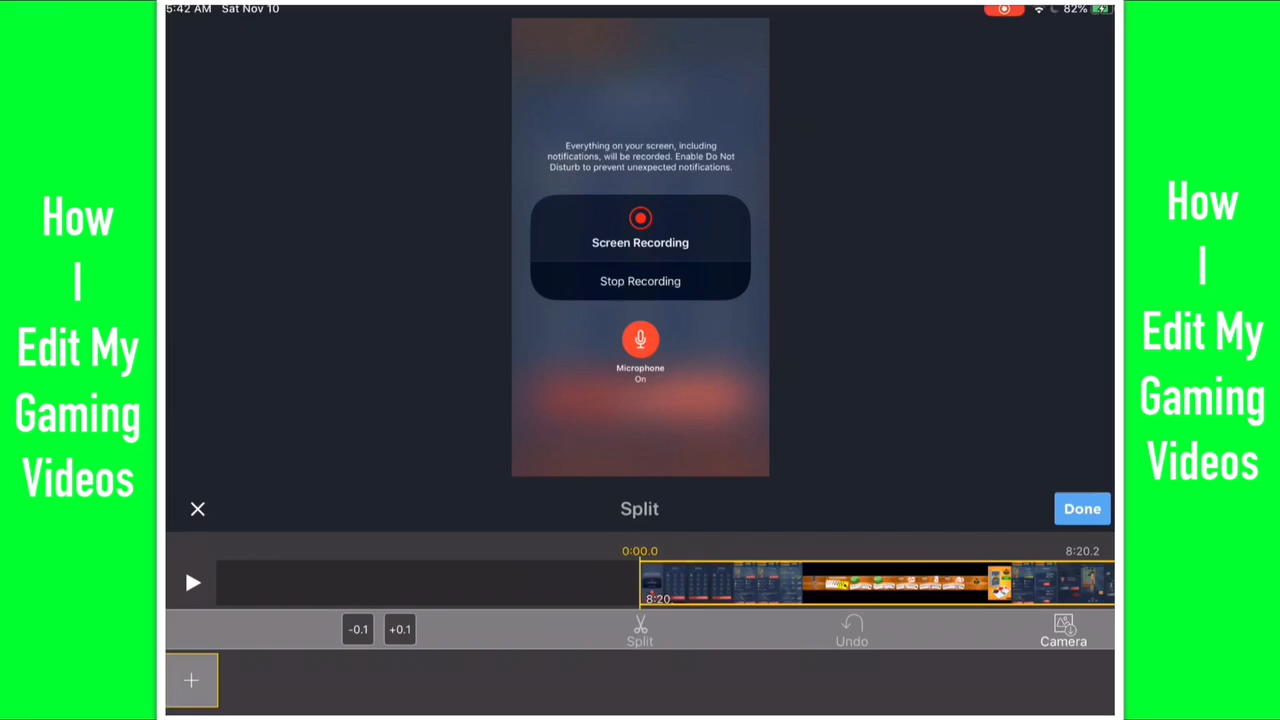 5:42 AM Sat Nov 10
82%
How
I
Edit My
Gaming
Videos
Everything on your screen, including
notifications, will be recorded. Enable Do Not
Disturb to prevent unexpected notifications.
Screen Recording
Stop Recording
Microphone
On
Split
Done
0:00.0
8:20.2
8:20.
-0.1
+0.1
Split
Undo
Camera
How
I
Edit My
Gaming
Videos